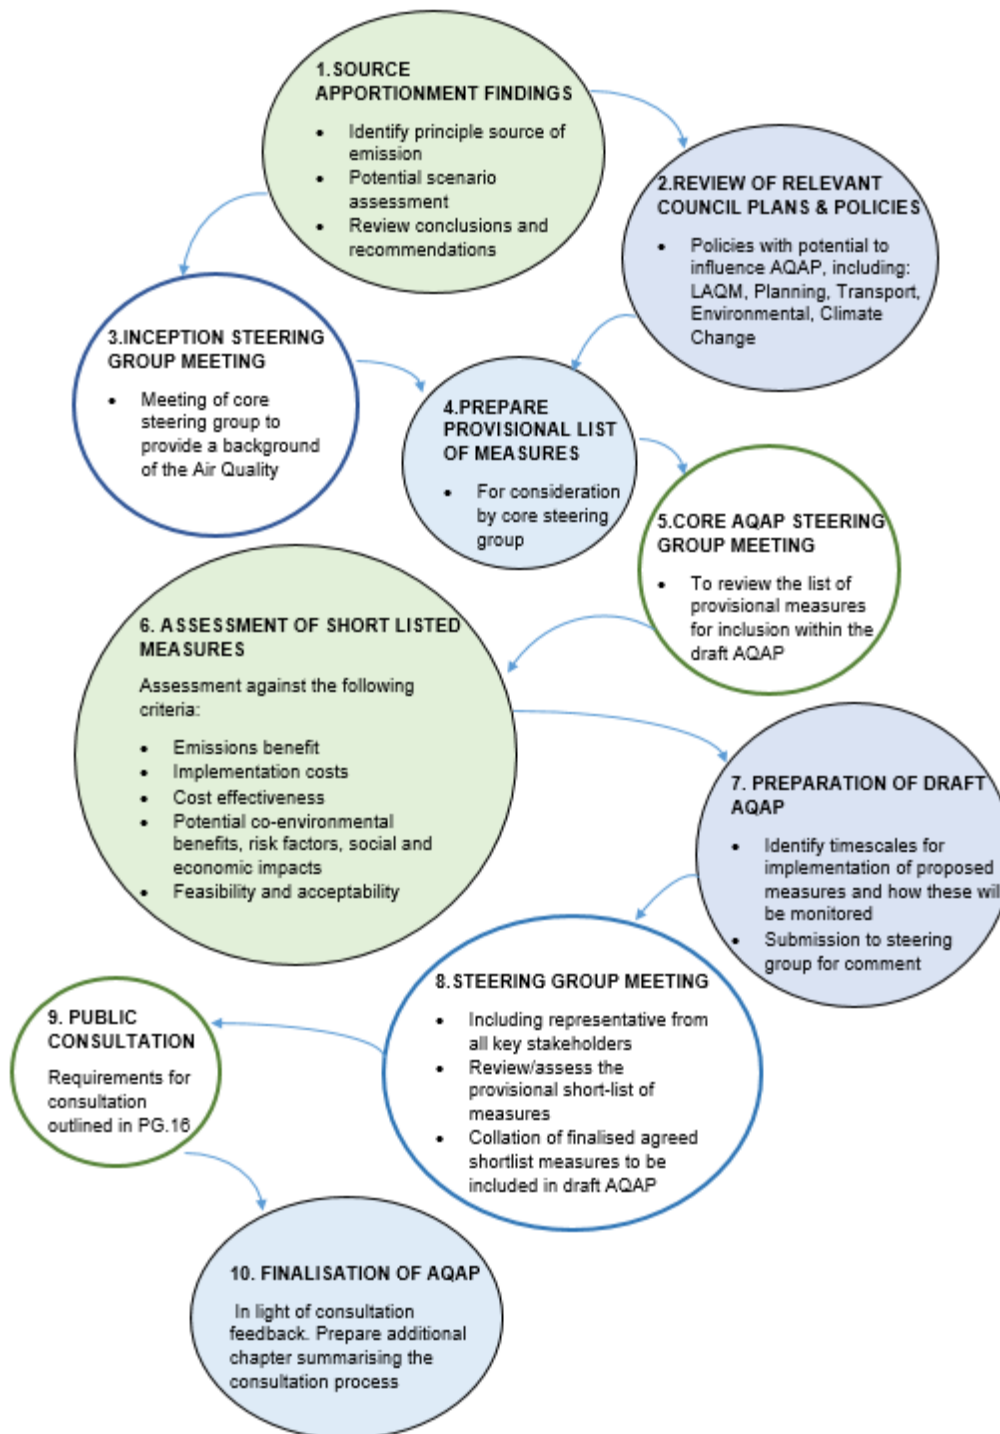 1.SOURCE
APPORTIONMENT FINDINGS
• Identify principle source of
emission
• Potential scenario
assessment
• Review conclusions and
recommendations
2.REVIEW OF RELEVANT
COUNCIL PLANS & POLICIES
• Policies with potential to
influence AQAP, including:
LAQM, Planning, Transport,
Environmental, Climate
Change
3.INCEPTION STEERING
GROUP MEETING
• Meeting of core
steering group to
provide a background
of the Air Quality
4.PREPARE
PROVISIONAL LIST
OF MEASURES
• For consideration
by core steering
group
5.CORE AQAP STEERING
GROUP MEETING
• To review the list of
provisional measures
for inclusion within the
draft AQAP
6. ASSESSMENT OF SHORT LISTED
MEASURES
Assessment against the following
criteria:
• Emissions benefit
• Implementation costs
• Cost effectiveness
• Potential co-environmental
benefits, risk factors, social and
economic impacts
• Feasibility and acceptability
7. PREPARATION OF DRAFT
AQAP
• Identify timescales for
implementation of proposed
measures and how these will
be monitored
• Submission to steering
group for comment
8.STEERING GROUP MEETING
• Including representative from
all key stakeholders
• Review/assess the
provisional short-list of
measures
• Collation of finalised agreed
shortlist measures to be
included in draft AQAP
9. PUBLIC
CONSULTATION
Requirements for
consultation
outlined in PG.16
10. FINALISATION OF AQAP
In light of consultation
feedback. Prepare additional
chapter summarising the
consultation process